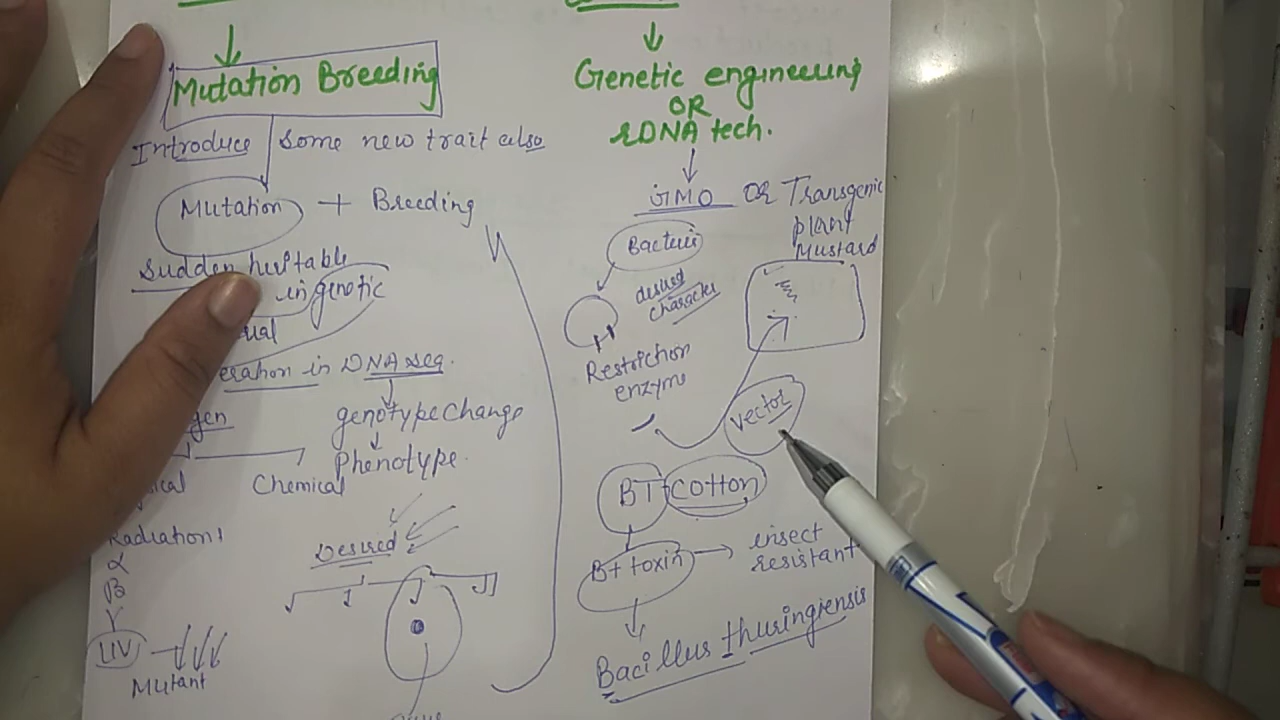 Mutation Breeding
Introduce some new trait also
Mutation + Breeding
Sudden heritable
in genetic
ual
eration in DNA seq.
gen
genotype change
Phenotype.
ical Chemical
Radiations
α
β
γ
UV
Mutant
Desired
Genetic engineering
OR
rDNA tech.
GMO OR Transgenic
plant
Mustard
Bacteria
desired
character
Restriction
enzyme
vector
BT cotton
Bt toxin → insect
resistant
Bacillus thuringiensis